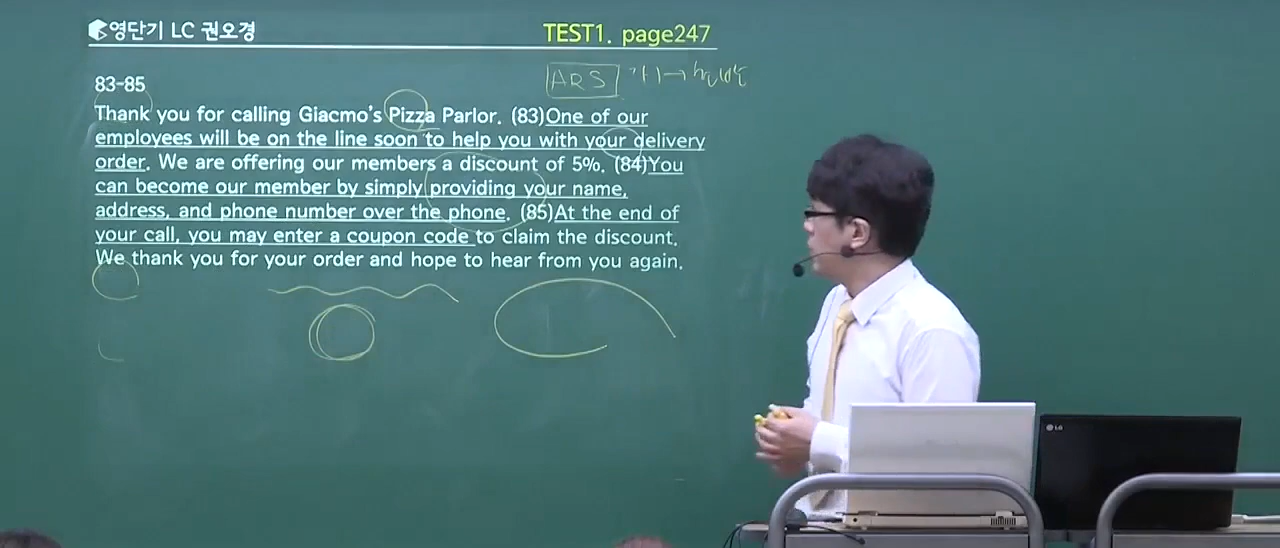 영단기 LC 권오경
TEST1. page247
ARS
83-85
Thank you for calling Giacmo's Pizza Parlor. (83)One of our
employees will be on the line soon to help you with your delivery
order. We are offering our members a discount of 5%. (84)You
can become our member by simply providing your name,
address, and phone number over the phone. (85)At the end of
your call, you may enter a coupon code to claim the discount.
We thank you for your order and hope to hear from you again.
LG